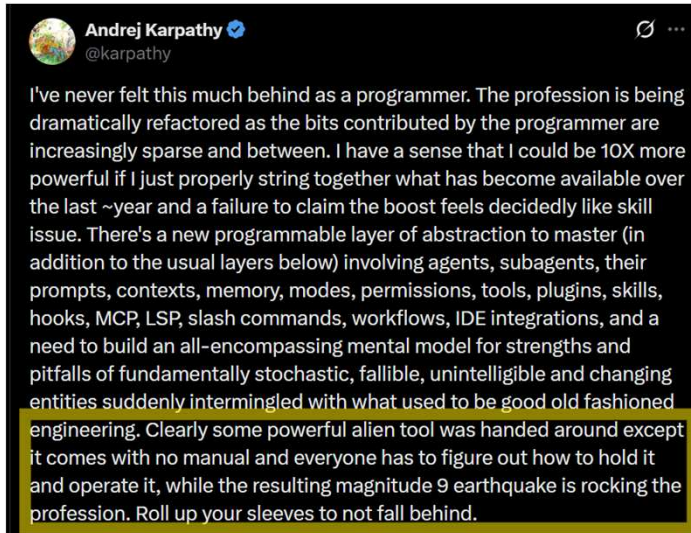 Andrej Karpathy
@karpathy
I've never felt this much behind as a programmer. The profession is being
dramatically refactored as the bits contributed by the programmer are
increasingly sparse and between. I have a sense that I could be 10X more
powerful if I just properly string together what has become available over
the last ~year and a failure to claim the boost feels decidedly like skill
issue. There's a new programmable layer of abstraction to master (in
addition to the usual layers below) involving agents, subagents, their
prompts, contexts, memory, modes, permissions, tools, plugins, skills,
hooks, MCP, LSP, slash commands, workflows, IDE integrations, and a
need to build an all-encompassing mental model for strengths and
pitfalls of fundamentally stochastic, fallible, unintelligible and changing
entities suddenly intermingled with what used to be good old fashioned
engineering. Clearly some powerful alien tool was handed around except
it comes with no manual and everyone has to figure out how to hold it
and operate it, while the resulting magnitude 9 earthquake is rocking the
profession. Roll up your sleeves to not fall behind.